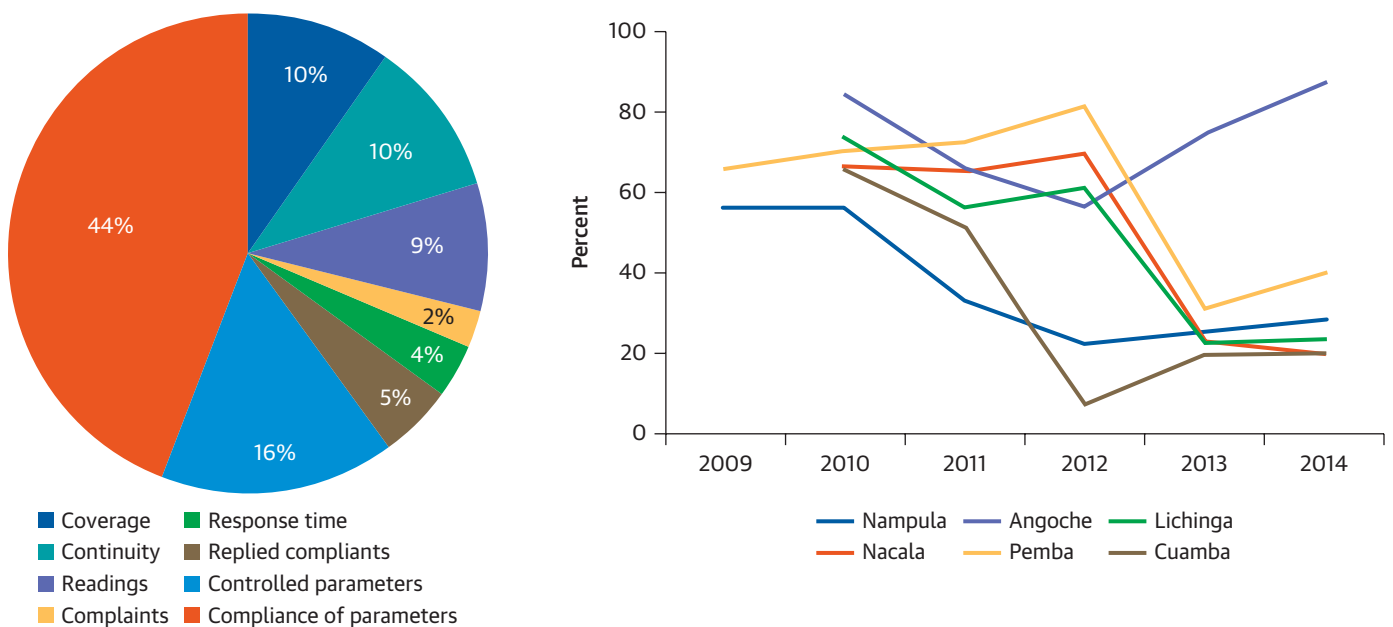 10%
10%
9%
2%
4%
5%
16%
44%
Coverage
Response time
Continuity
Replied compliants
Readings
Controlled parameters
Complaints
Compliance of parameters
Percent
100
80
60
40
20
0
2009 2010 2011 2012 2013 2014
Nampula Angoche Lichinga
Nacala Pemba Cuamba